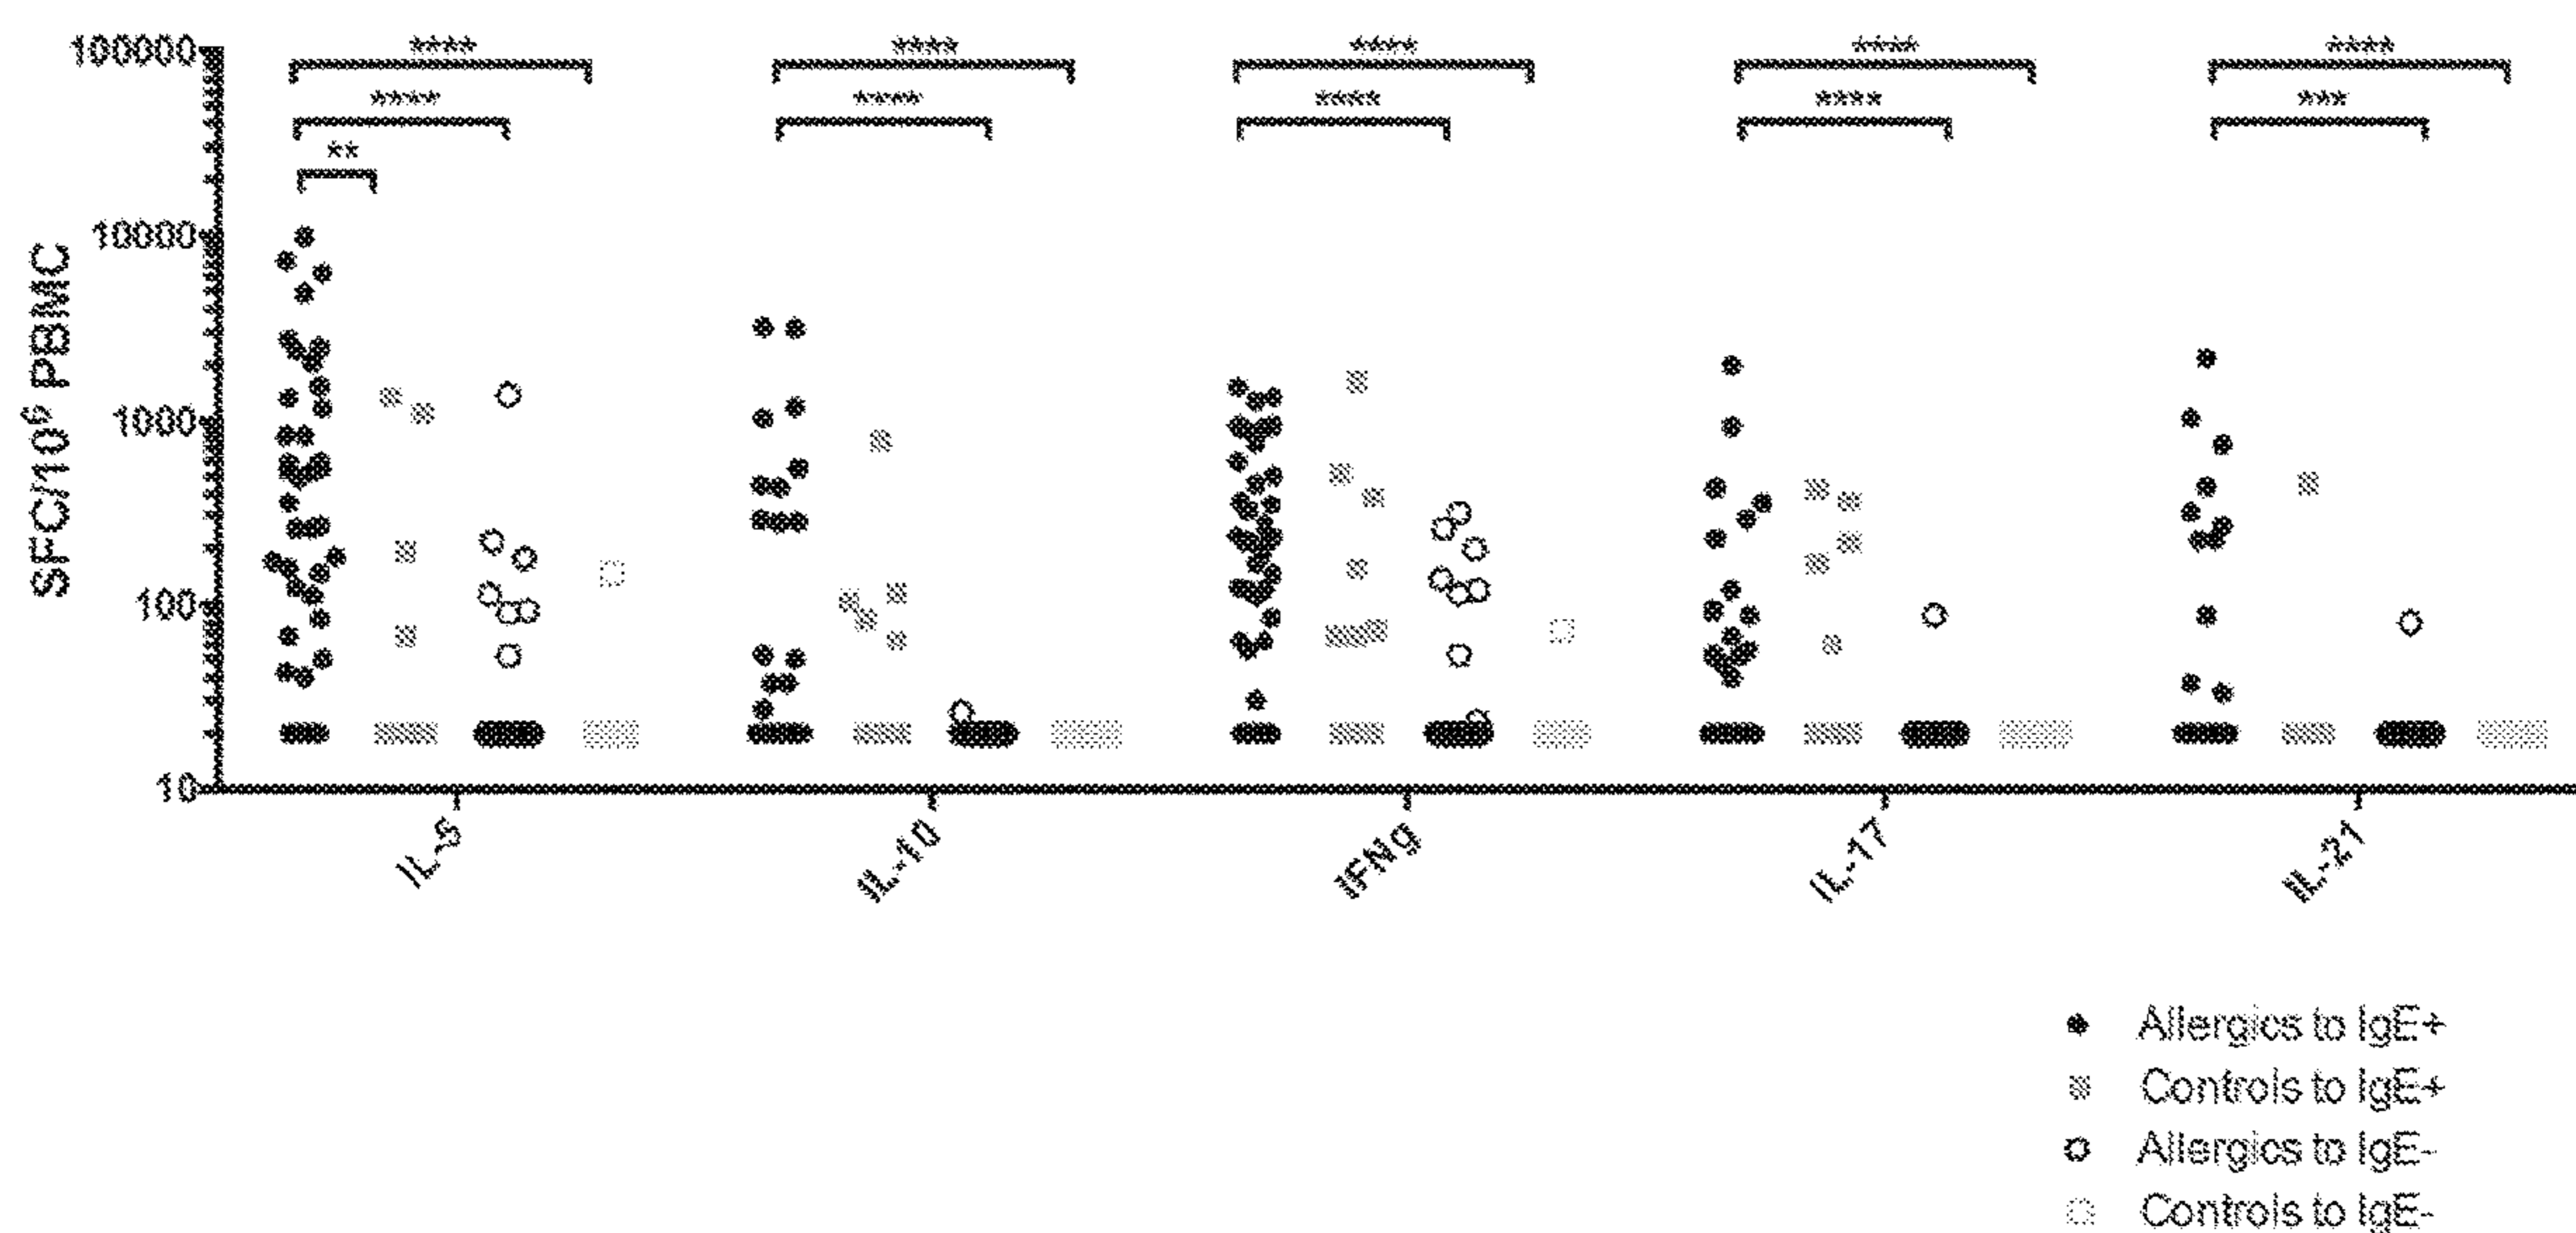 100000
10000
1000
100
10
SFC/10⁶ PBMC
**** **** **** **** ****
**** **** **** **** ***
**
IL-5 IL-10 IFNg IL-17 IL-21
Allergics to IgE+
Controls to IgE+
Allergics to IgE-
Controls to IgE-